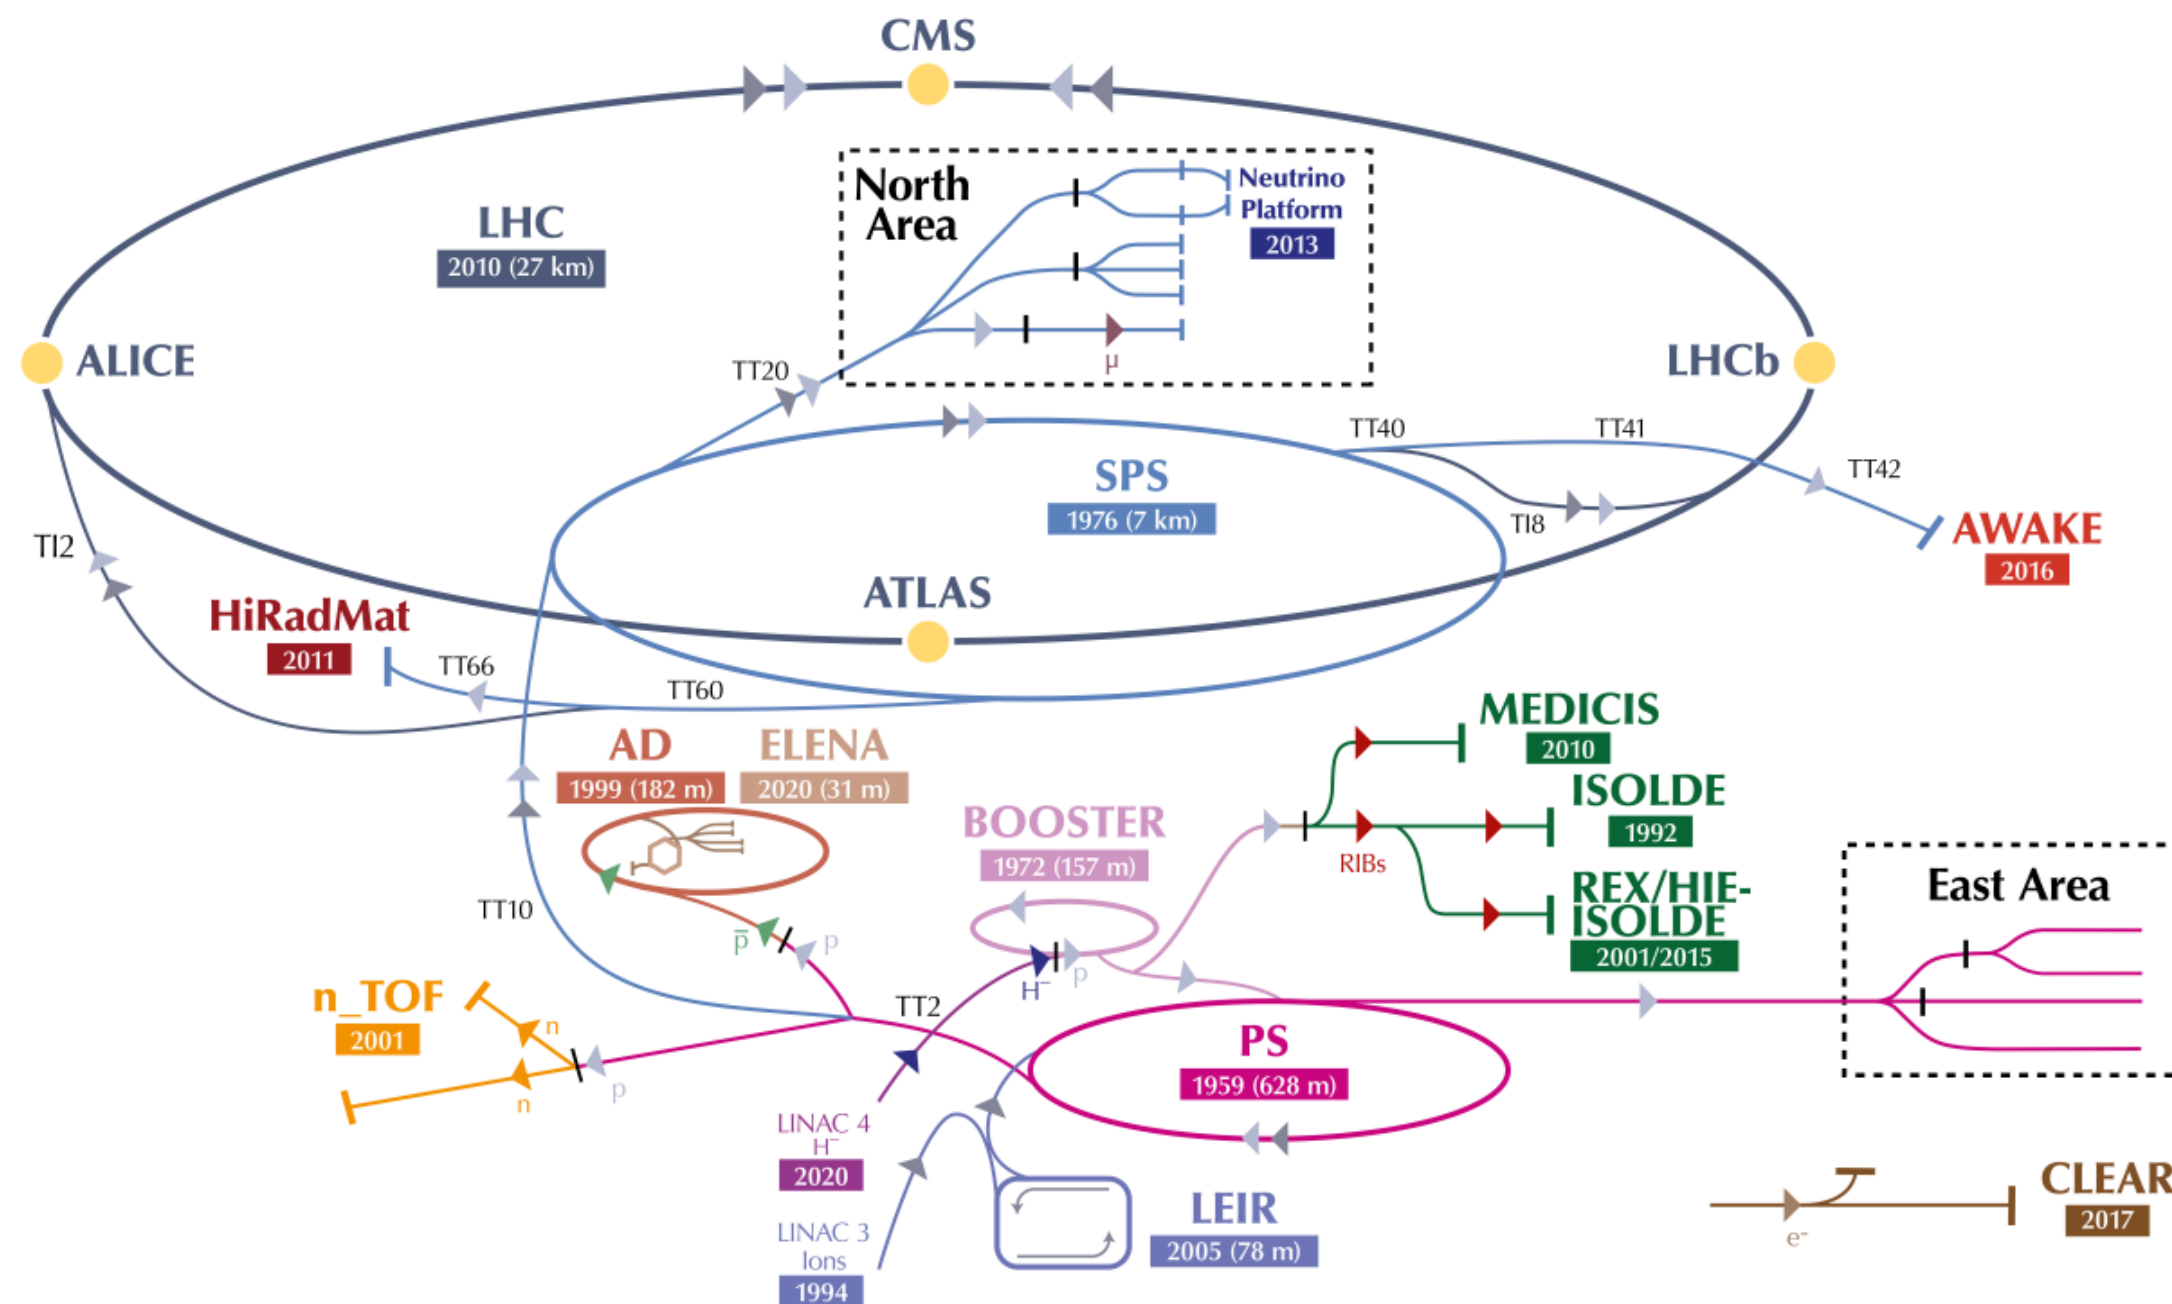 CMS
North
Area
Neutrino
Platform
2013
LHC
2010 (27 km)
μ
ALICE
LHCb
TT20
TT40
TT41
TT42
SPS
1976 (7 km)
TI8
AWAKE
2016
TI2
ATLAS
HiRadMat
2011
TT66
TT60
MEDICIS
2010
AD
1999 (182 m)
ELENA
2020 (31 m)
ISOLDE
1992
BOOSTER
1972 (157 m)
RIBs
REX/HIE-
ISOLDE
2001/2015
East Area
TT10
p̄
p
H⁻
p
n_TOF
2001
n
n
p
TT2
PS
1959 (628 m)
LINAC 4
H⁻
2020
LINAC 3
Ions
1994
LEIR
2005 (78 m)
CLEAR
2017
e⁻